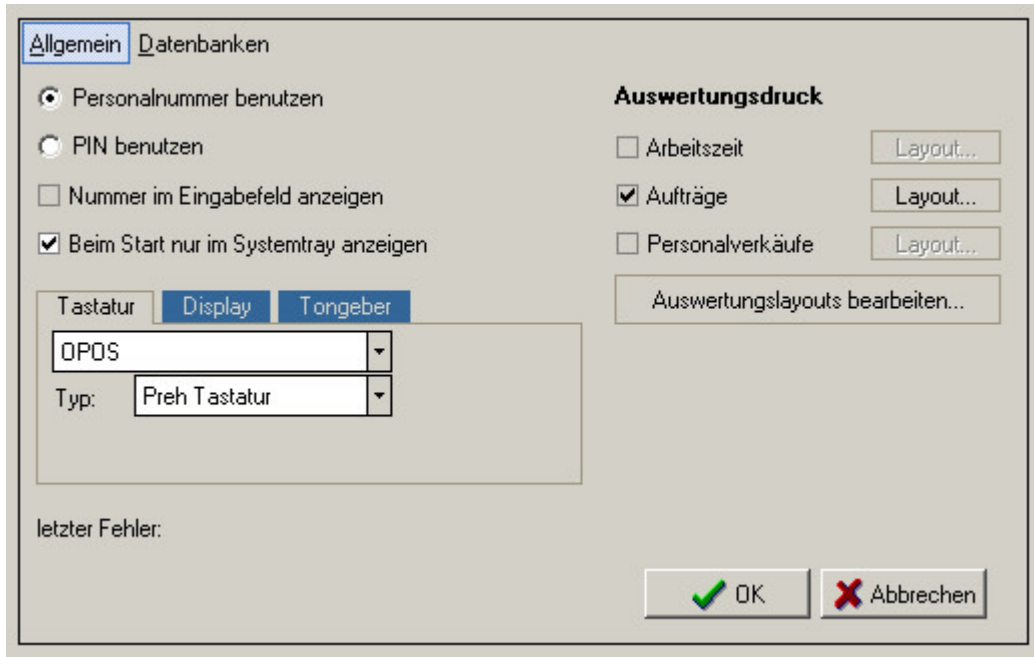 Allgemein Datenbanken
Personalnummer benutzen
PIN benutzen
Nummer im Eingabefeld anzeigen
Beim Start nur im Systemtray anzeigen
Tastatur Display Tongeber
OPOS
Typ: Preh Tastatur
letzter Fehler:
Auswertungsdruck
Arbeitszeit Layout...
Aufträge Layout...
Personalverkäufe Layout...
Auswertungslayouts bearbeiten...
OK Abbrechen